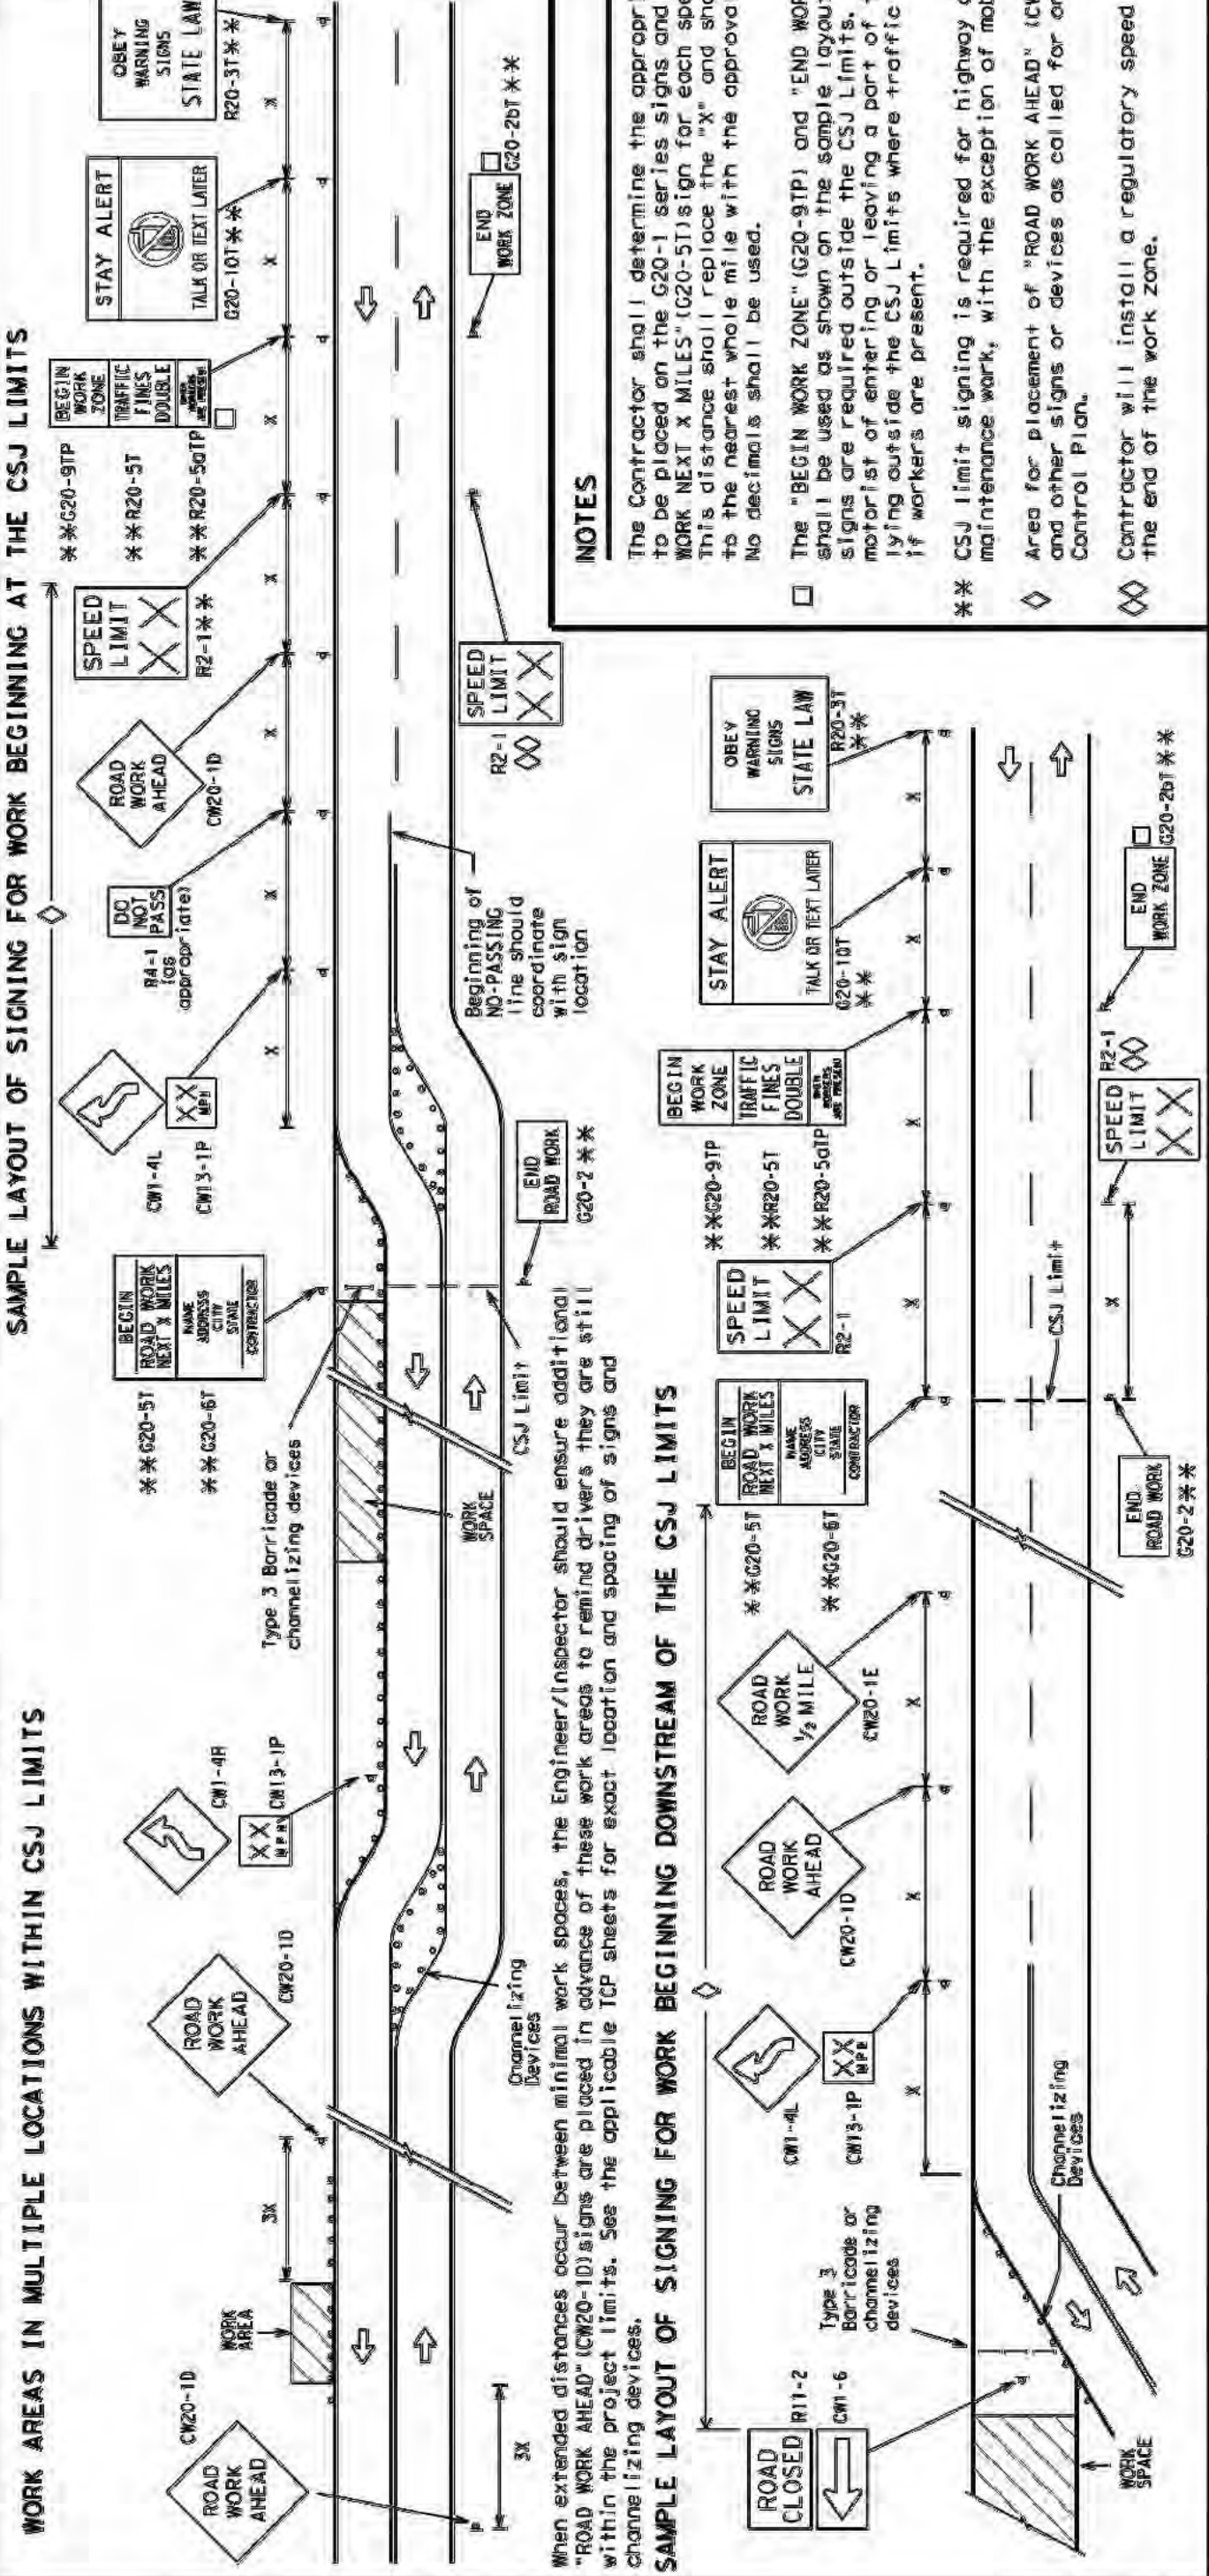 WORK AREAS IN MULTIPLE LOCATIONS WITHIN CSJ LIMITS
CW20-1D
ROAD
WORK
AHEAD
WORK
AREA
3X
3X
ROAD
WORK
AHEAD
CW20-1D
CW1-4R
XX
MPH
CW13-1P
Channelizing
Devices
Type 3 Barricade or
channelizing devices
WORK
SPACE
CSJ Limit
When extended distances occur between minimal work spaces, the Engineer/Inspector should ensure additional
"ROAD WORK AHEAD" (CW20-1D) signs are placed in advance of these work areas to remind drivers they are still
within the project limits. See the applicable TCP sheets for exact location and spacing of signs and
channelizing devices.
SAMPLE LAYOUT OF SIGNING FOR WORK BEGINNING AT THE CSJ LIMITS
◇
**G20-5T
**G20-6T
BEGIN
ROAD WORK
NEXT X MILES
NAME
ADDRESS
CITY
STATE
CONTRACTOR
CW1-4L
CW13-1P
XX
MPH
R4-1
(as
appropriate)
DO
NOT
PASS
ROAD
WORK
AHEAD
CW20-1D
SPEED
LIMIT
XX
R2-1**
**G20-9TP
**R20-5T
**R20-5aTP
BEGIN
WORK
ZONE
TRAFFIC
FINES
DOUBLE
WHEN
WORKERS
ARE PRESENT
□
STAY ALERT
TALK OR TEXT LATER
G20-10T**
OBEY
WARNING
SIGNS
STATE LAW
R20-3T**
X
X
X
X
X
X
X
END
ROAD WORK
G20-2**
Beginning of
NO-PASSING
line should
coordinate
with sign
location
R2-1
◇◇
SPEED
LIMIT
XX
END
WORK ZONE
□
G20-2bT**
SAMPLE LAYOUT OF SIGNING FOR WORK BEGINNING DOWNSTREAM OF THE CSJ LIMITS
◇
ROAD
CLOSED
R11-2
CW1-6
Type 3
Barricade or
channelizing
devices
WORK
SPACE
Channelizing
Devices
CW1-4L
CW13-1P
XX
MPH
ROAD
WORK
AHEAD
CW20-1D
ROAD
WORK
1/2 MILE
CW20-1E
**G20-5T
**G20-6T
BEGIN
ROAD WORK
NEXT X MILES
NAME
ADDRESS
CITY
STATE
CONTRACTOR
SPEED
LIMIT
XX
R2-1
**G20-9TP
**R20-5T
**R20-5aTP
BEGIN
WORK
ZONE
TRAFFIC
FINES
DOUBLE
WHEN
WORKERS
ARE PRESENT
STAY ALERT
TALK OR TEXT LATER
G20-10T
**
OBEY
WARNING
SIGNS
STATE LAW
R20-3T
**
X
X
X
X
X
X
X
CSJ Limit
X
END
ROAD WORK
G20-2**
SPEED
LIMIT
XX
R2-1
◇◇
END
WORK ZONE
□
G20-2bT**
NOTES
The Contractor shall determine the appropr
to be placed on the G20-1 series signs and
WORK NEXT X MILES" (G20-5T) sign for each spe
This distance shall replace the "X" and sha
to the nearest whole mile with the approva
No decimals shall be used.
□ The "BEGIN WORK ZONE" (G20-9TP) and "END WOR
shall be used as shown on the sample layou
signs are required outside the CSJ Limits.
motorist of entering or leaving a part of
lying outside the CSJ Limits where traffic
if workers are present.
** CSJ limit signing is required for highway
maintenance work, with the exception of mob
◇ Area for placement of "ROAD WORK AHEAD" (CW
and other signs or devices as called for or
Control Plan.
◇◇ Contractor will install a regulatory speed
the end of the work zone.